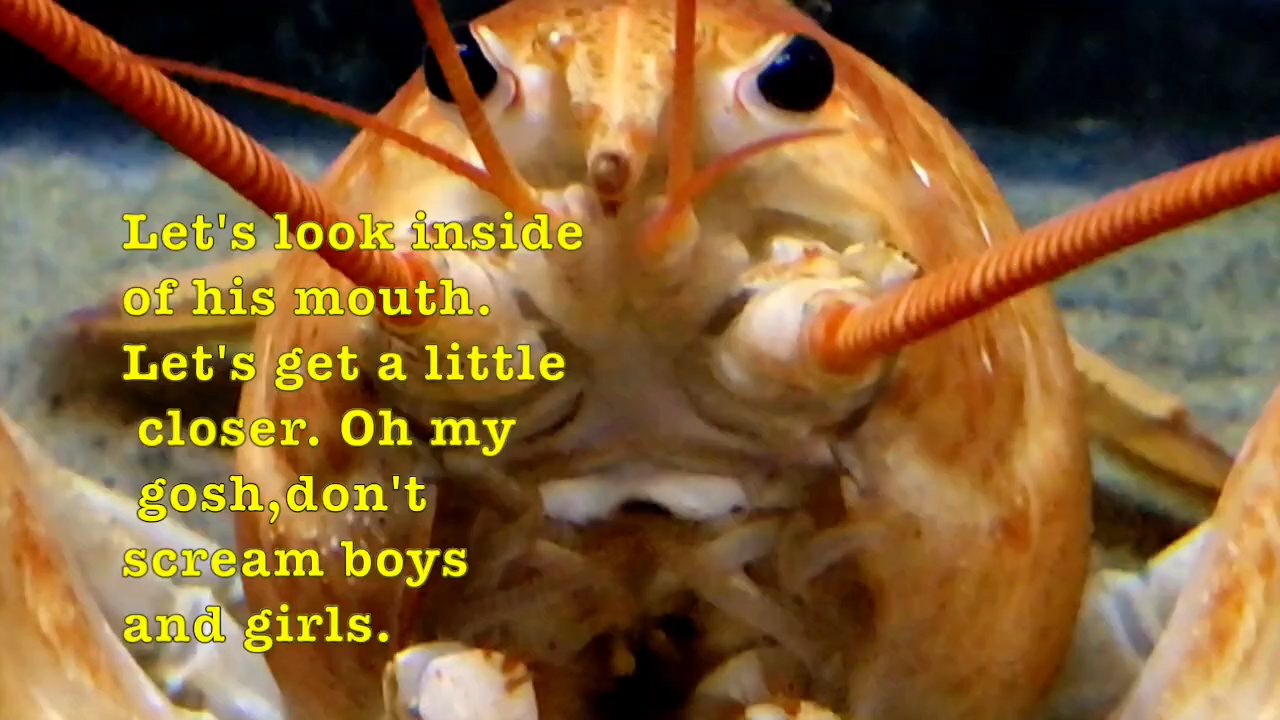 Let's look inside
of his mouth.
Let's get a little
closer. Oh my
gosh,don't
scream boys
and girls.